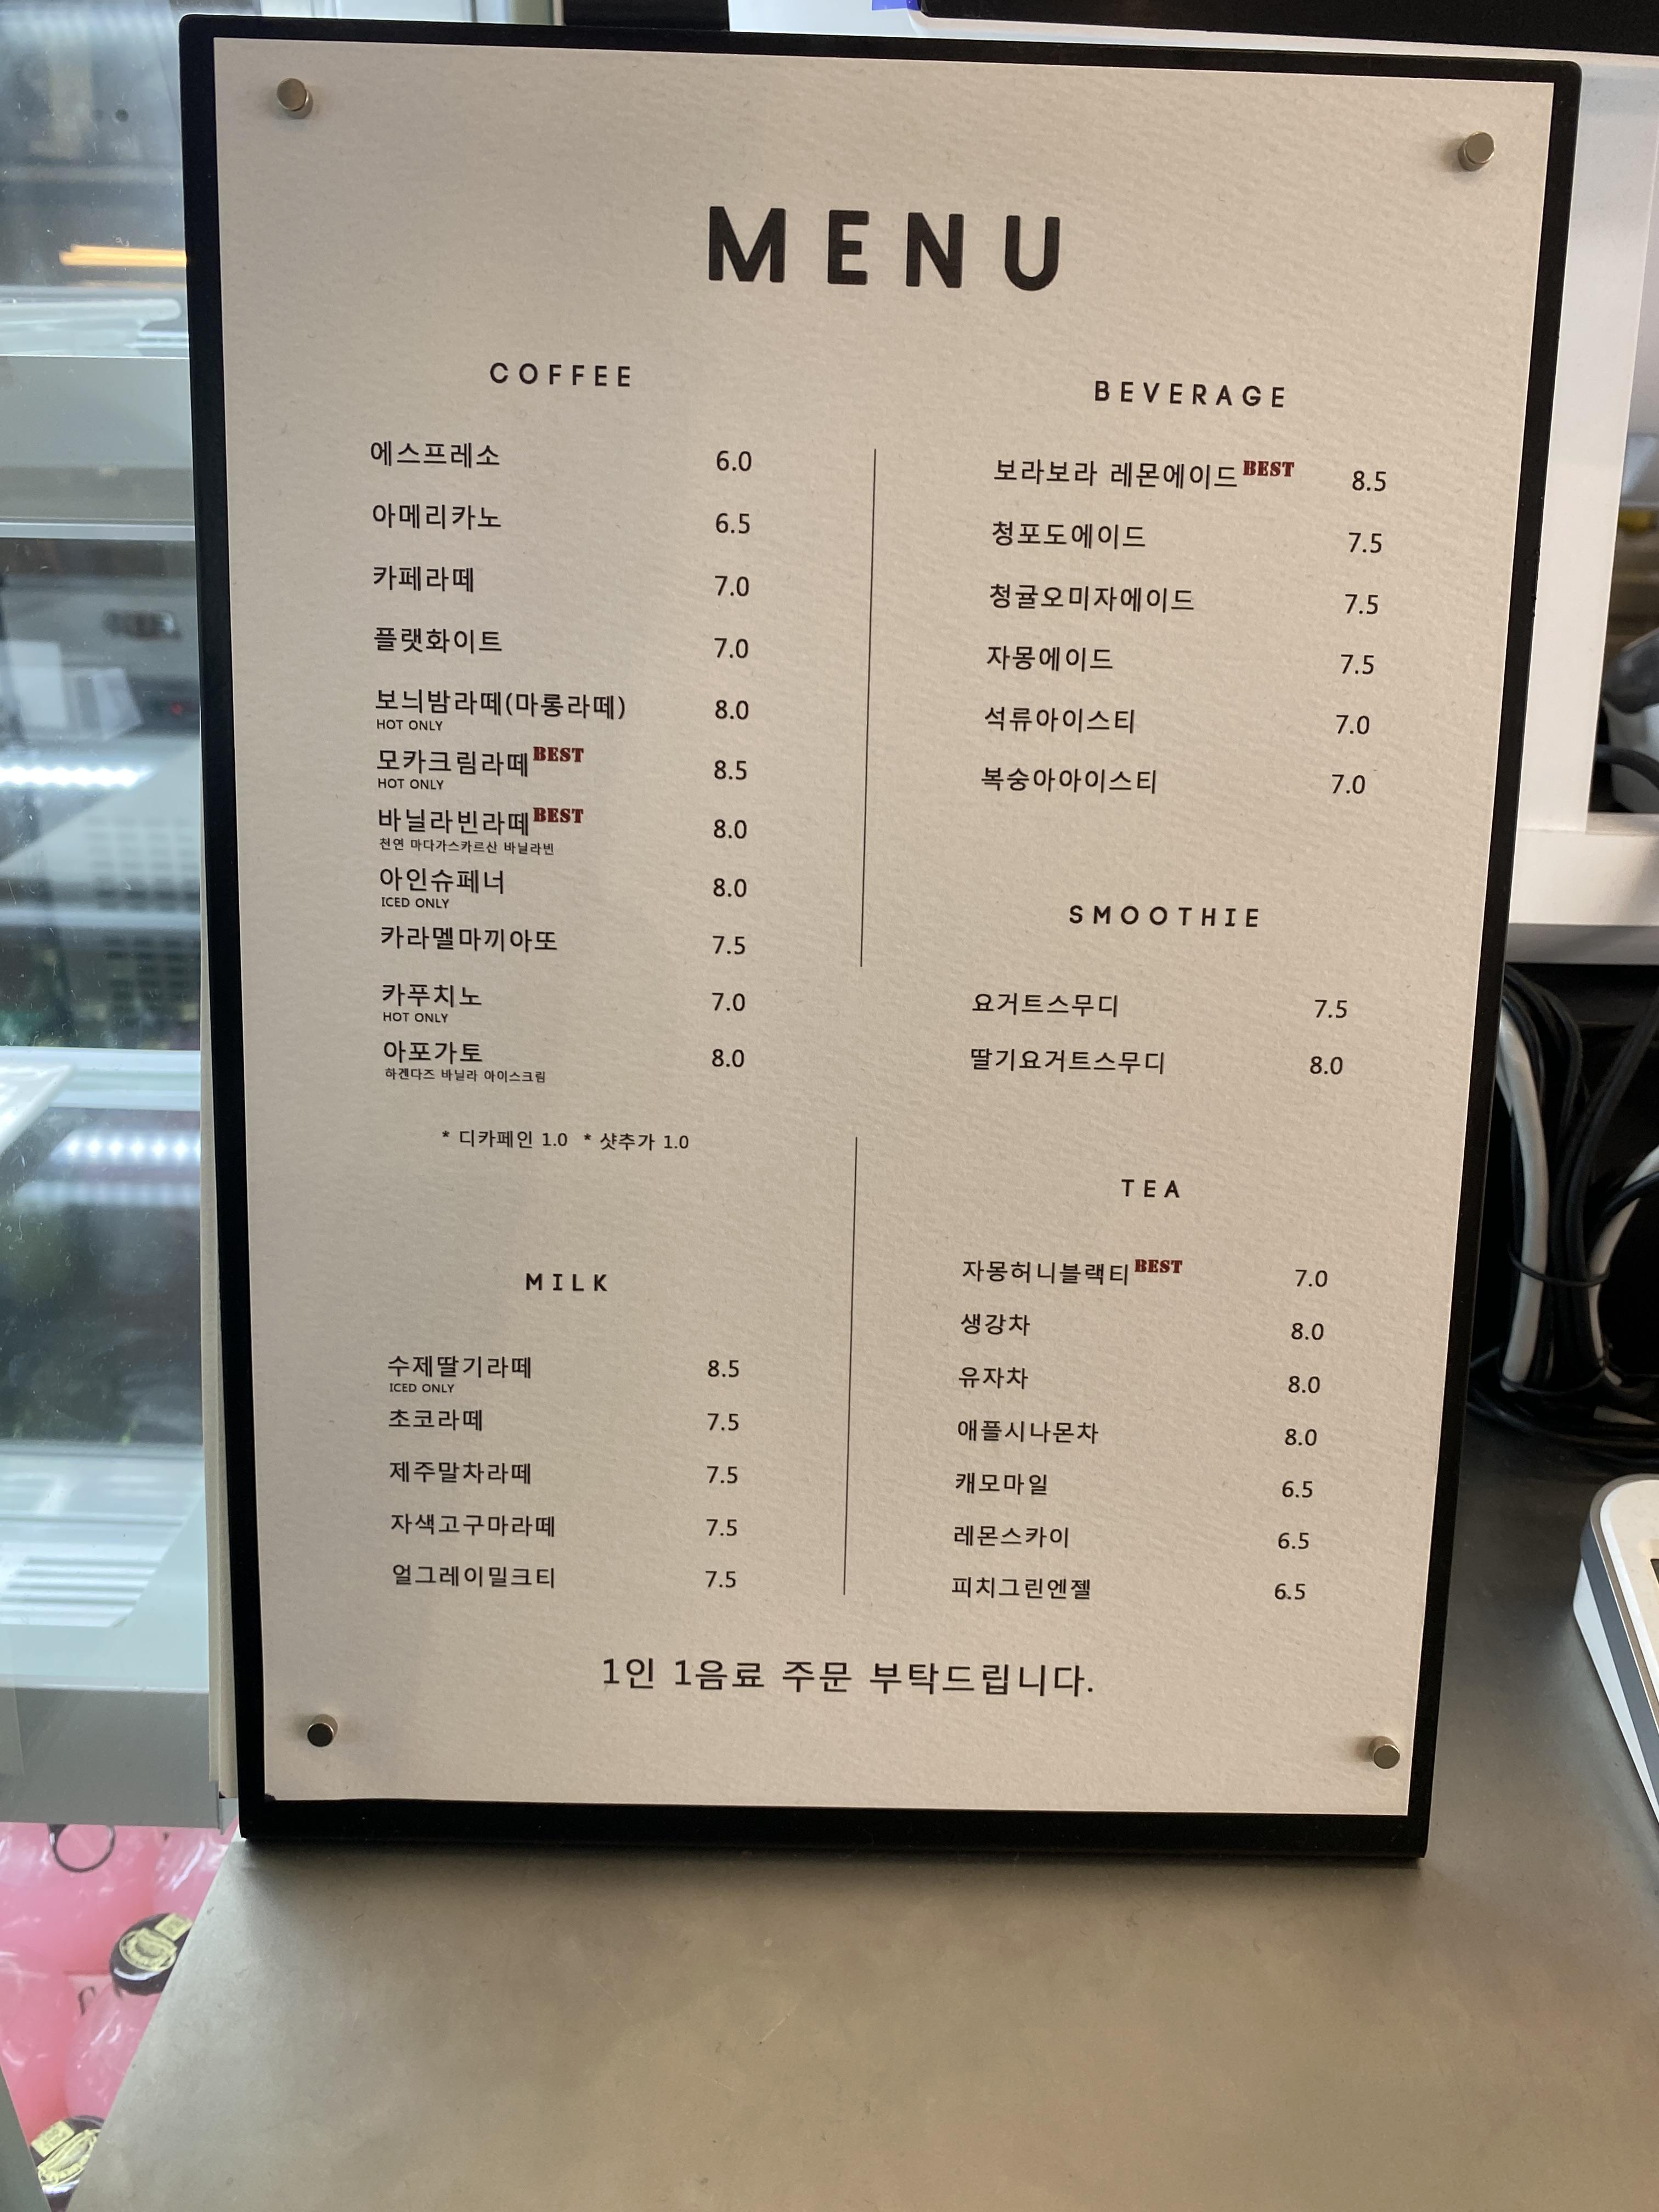 MENU
COFFEE
에스프레소 6.0
아메리카노 6.5
카페라떼 7.0
플랫화이트 7.0
보늬밤라떼(마롱라떼) 8.0
HOT ONLY
모카크림라떼 BEST 8.5
HOT ONLY
바닐라빈라떼 BEST 8.0
천연 마다가스카르산 바닐라빈
아인슈페너 8.0
ICED ONLY
카라멜마끼아또 7.5
카푸치노 7.0
HOT ONLY
아포가토 8.0
하겐다즈 바닐라 아이스크림
* 디카페인 1.0 * 샷추가 1.0
MILK
수제딸기라떼 8.5
ICED ONLY
초코라떼 7.5
제주말차라떼 7.5
자색고구마라떼 7.5
얼그레이밀크티 7.5
BEVERAGE
보라보라 레몬에이드 BEST 8.5
청포도에이드 7.5
청귤오미자에이드 7.5
자몽에이드 7.5
석류아이스티 7.0
복숭아아이스티 7.0
SMOOTHIE
요거트스무디 7.5
딸기요거트스무디 8.0
TEA
자몽허니블랙티 BEST 7.0
생강차 8.0
유자차 8.0
애플시나몬차 8.0
캐모마일 6.5
레몬스카이 6.5
피치그린엔젤 6.5
1인 1음료 주문 부탁드립니다.